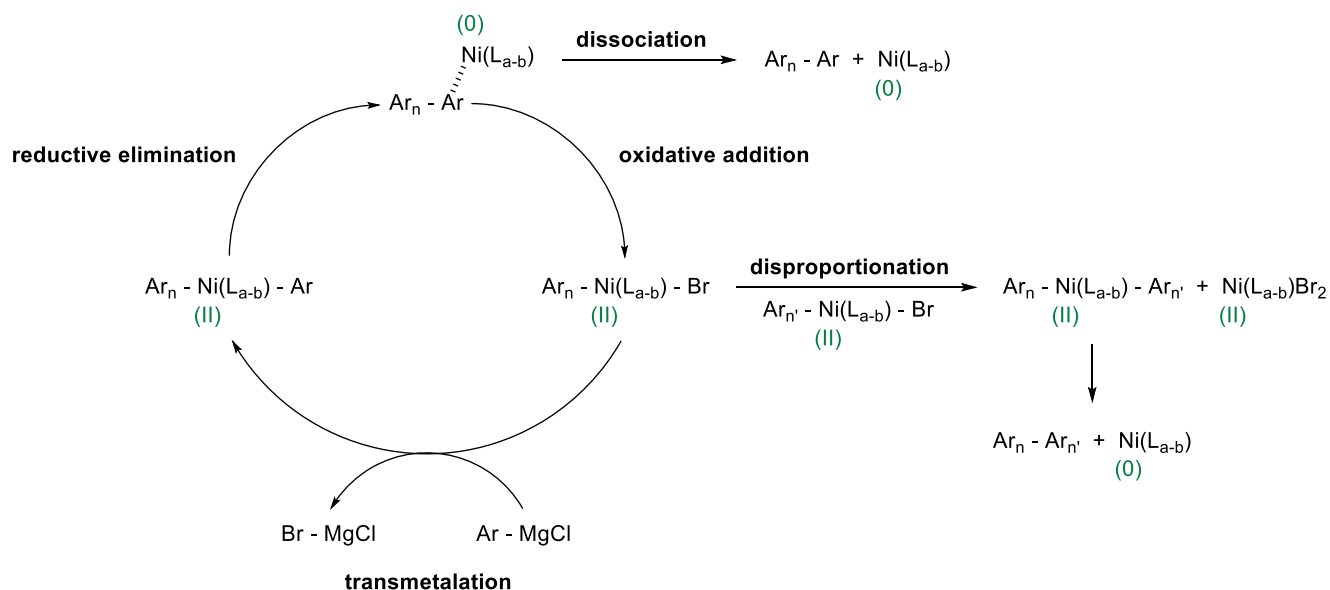 (0)
Ni(Lₐ₋b)
dissociation
Arₙ - Ar + Ni(Lₐ₋b)
(0)
Arₙ - Ar
reductive elimination
oxidative addition
Arₙ - Ni(Lₐ₋b) - Ar
(II)
Arₙ - Ni(Lₐ₋b) - Br
(II)
disproportionation
Arₙ' - Ni(Lₐ₋b) - Br
(II)
Arₙ - Ni(Lₐ₋b) - Arₙ' + Ni(Lₐ₋b)Br₂
(II) (II)
Arₙ - Arₙ' + Ni(Lₐ₋b)
(0)
Br - MgCl
Ar - MgCl
transmetalation